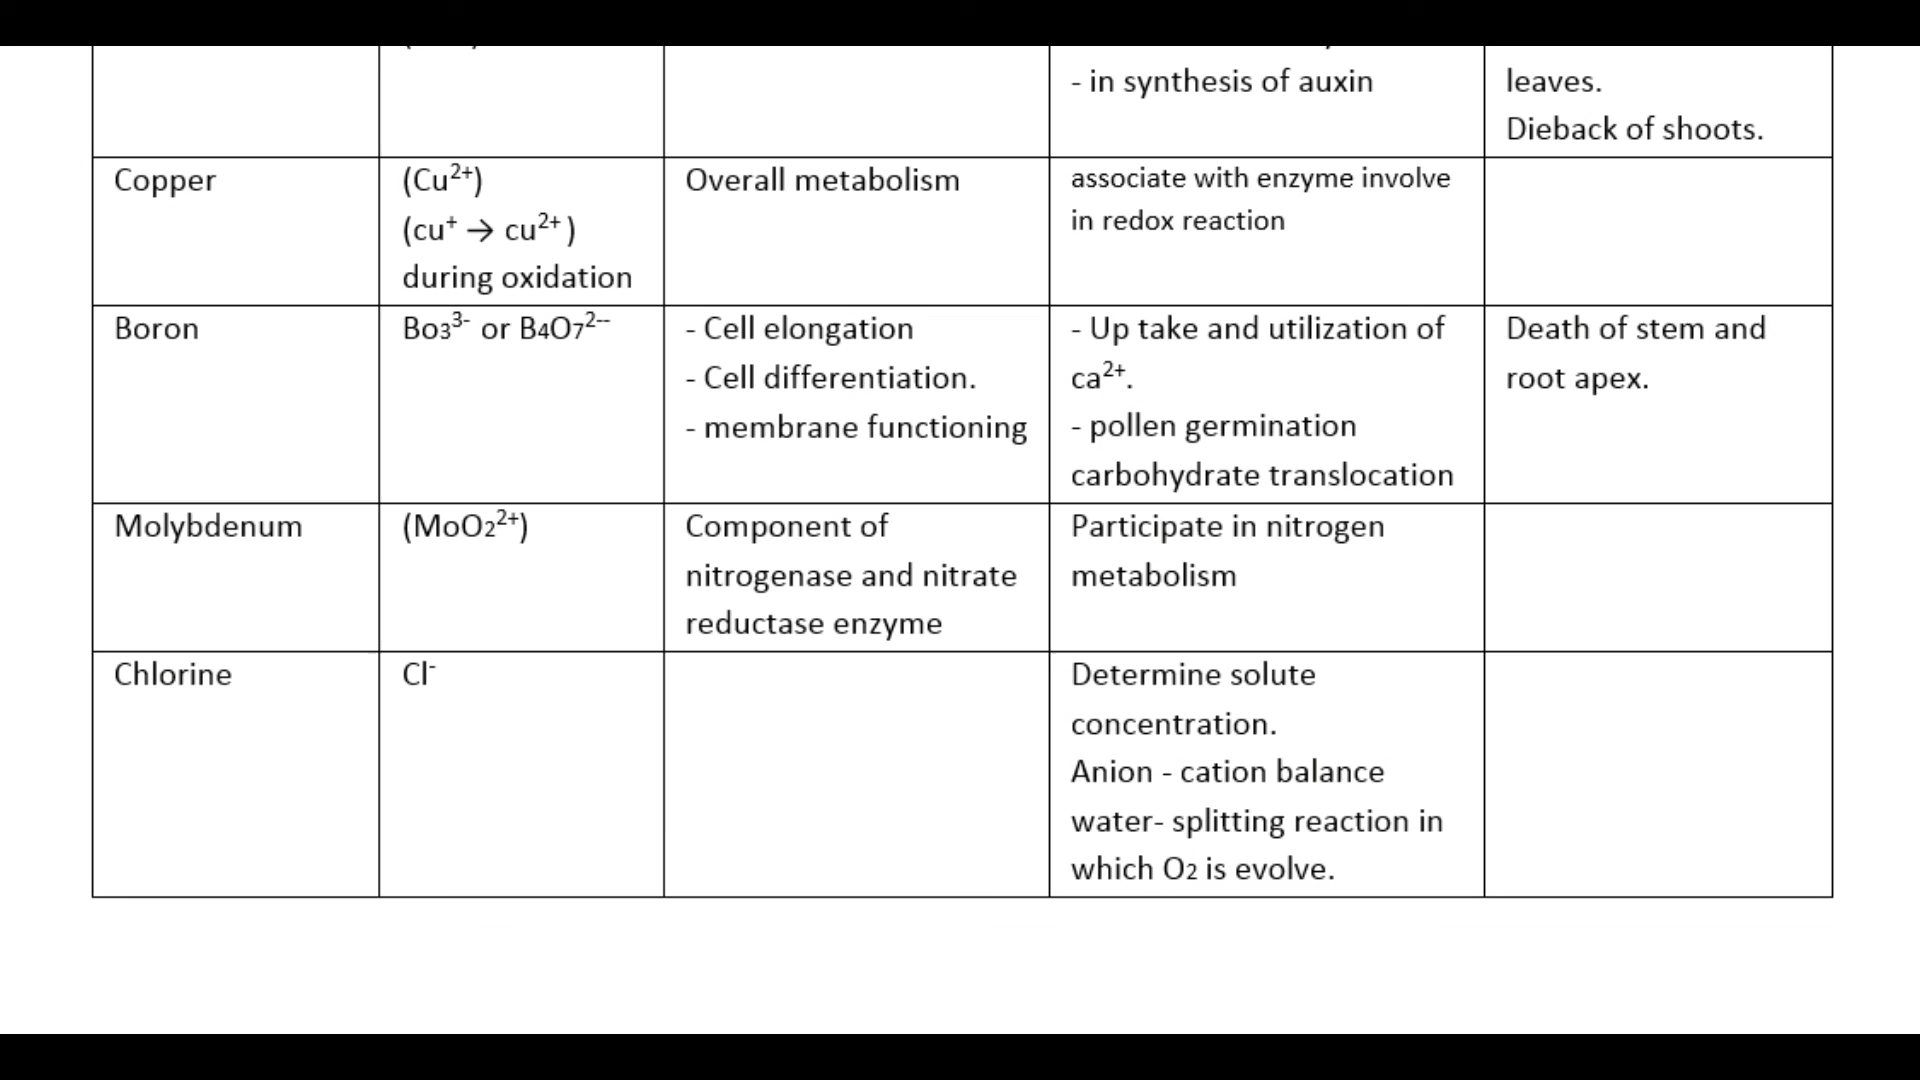 - in synthesis of auxin
leaves.
Dieback of shoots.
Copper
(Cu²⁺)
(cu⁺ → cu²⁺ )
during oxidation
Overall metabolism
associate with enzyme involve
in redox reaction
Boron
Bo₃³⁻ or B₄O₇²⁻⁻
- Cell elongation
- Cell differentiation.
- membrane functioning
- Up take and utilization of
ca²⁺.
- pollen germination
carbohydrate translocation
Death of stem and
root apex.
Molybdenum
(MoO₂²⁺)
Component of
nitrogenase and nitrate
reductase enzyme
Participate in nitrogen
metabolism
Chlorine
Cl⁻
Determine solute
concentration.
Anion - cation balance
water- splitting reaction in
which O₂ is evolve.